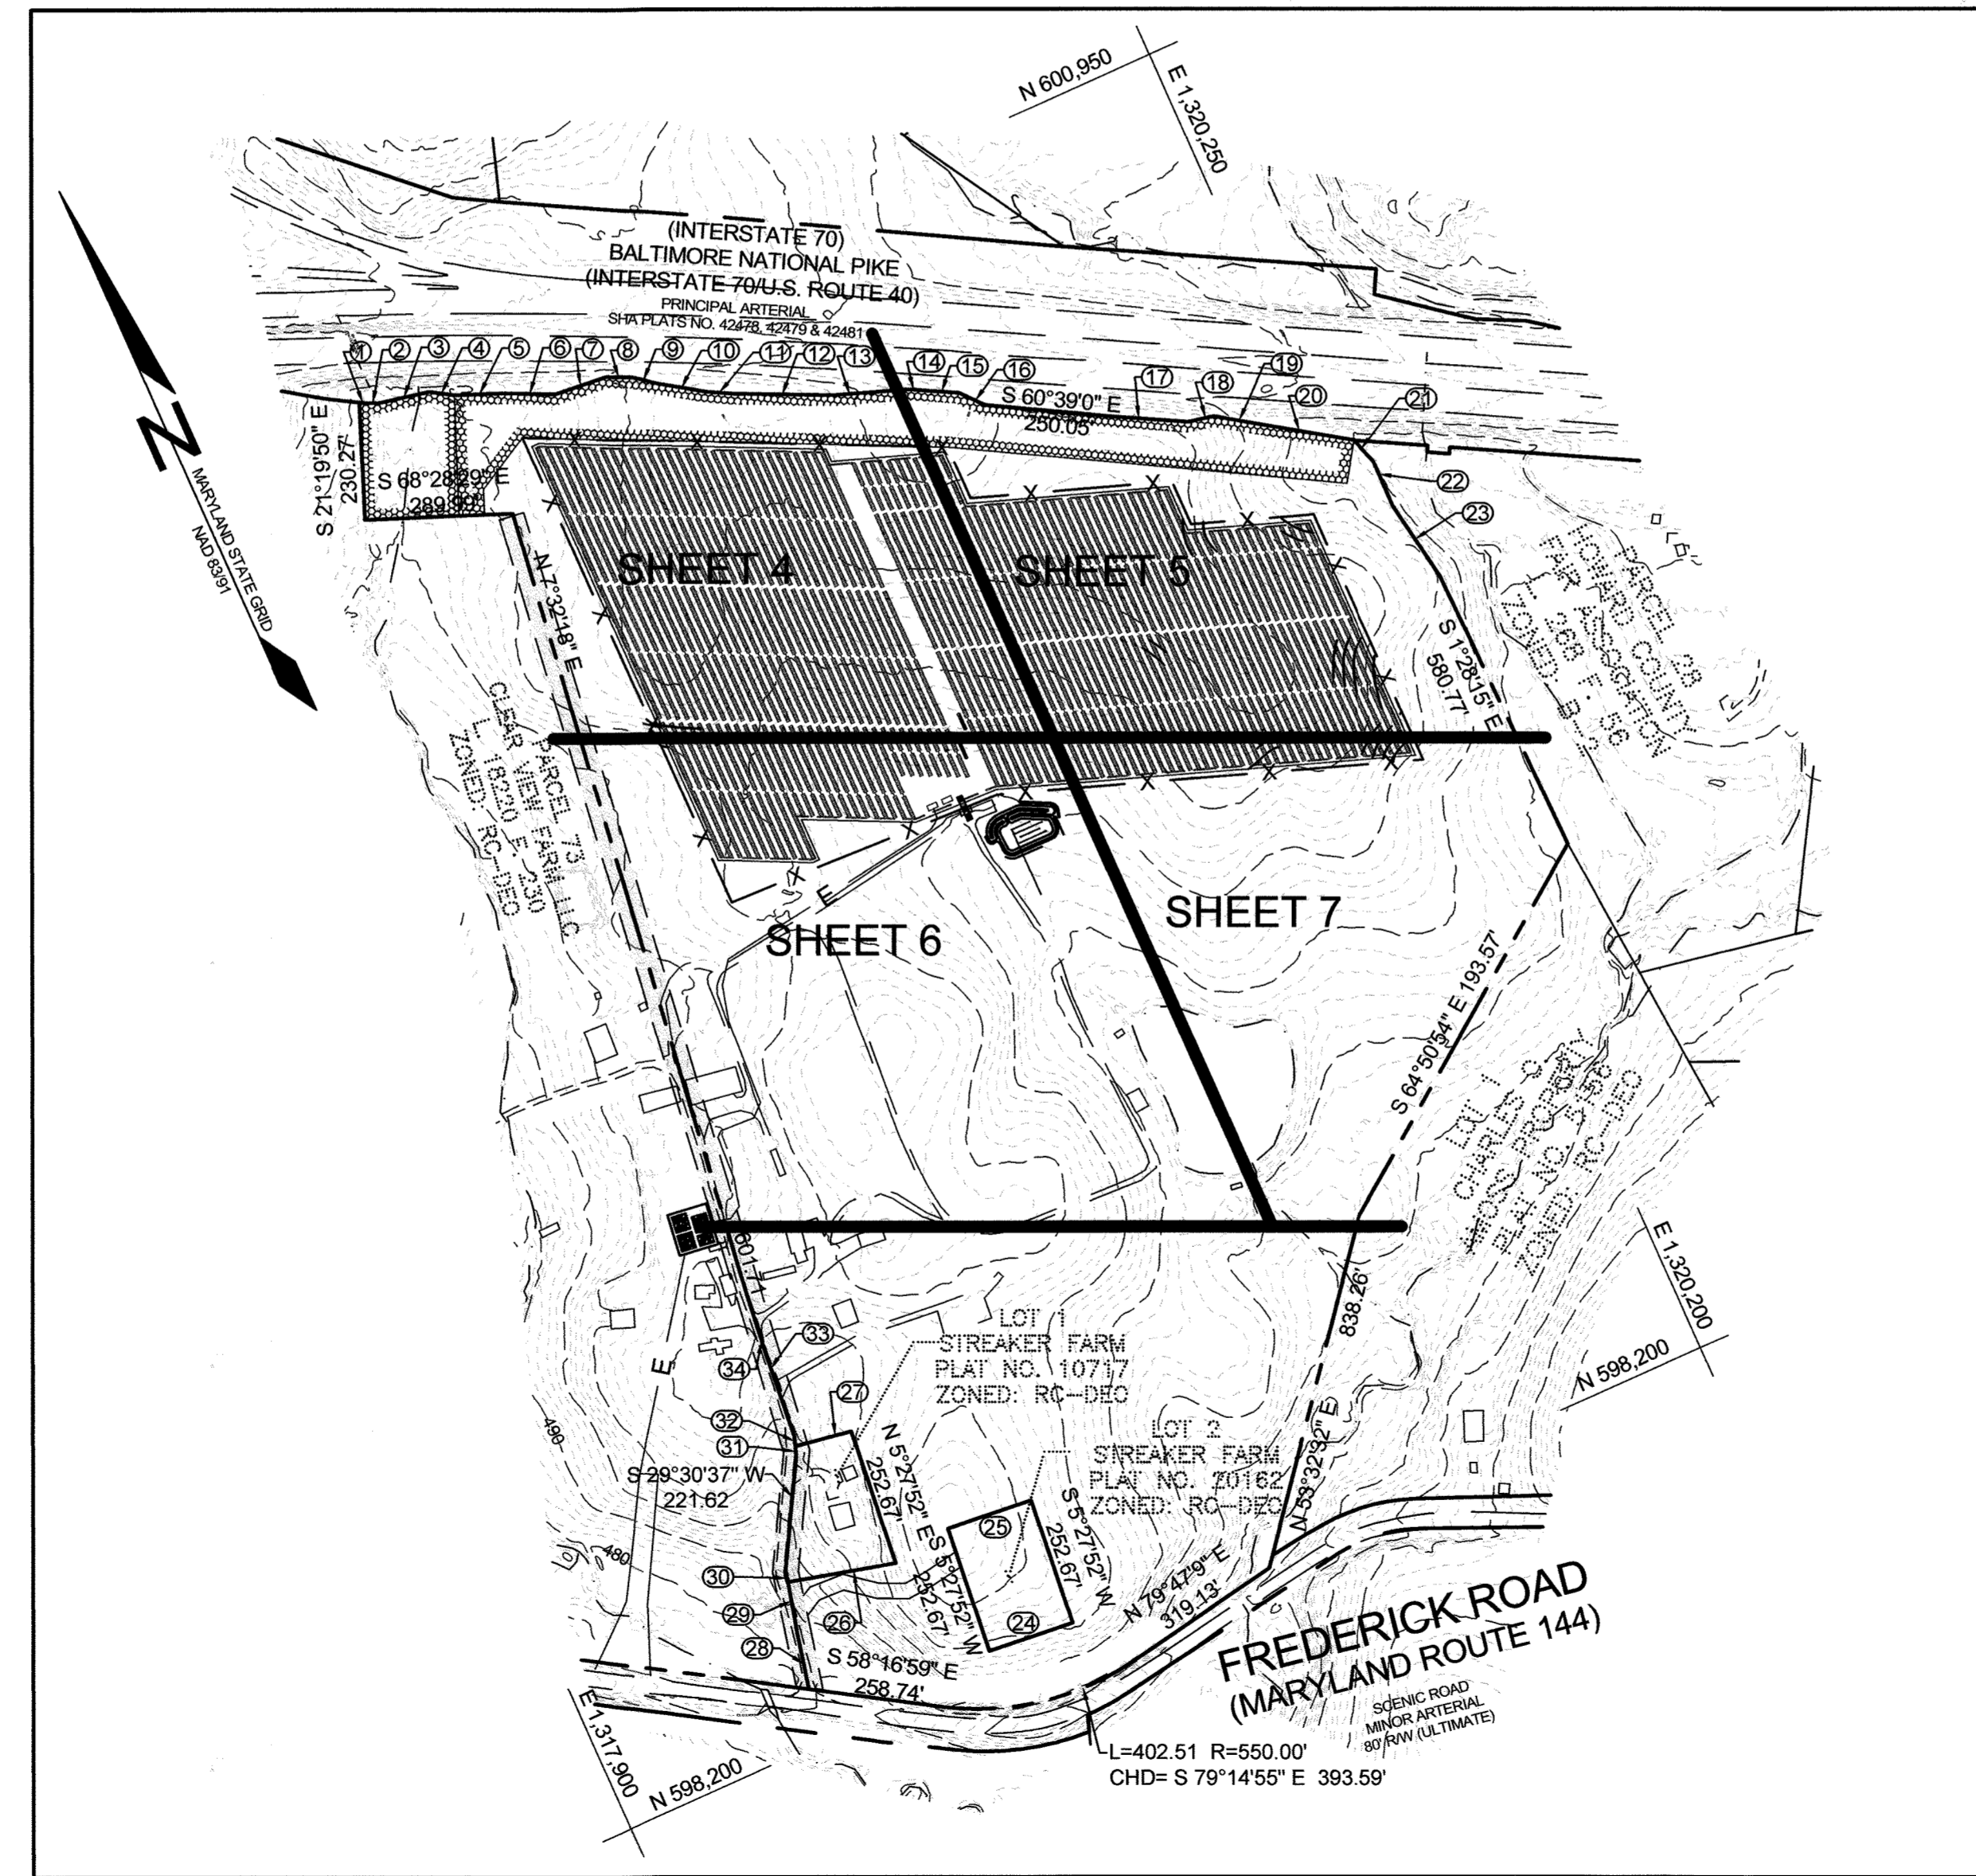 N 600,950
E 1,320,250
(INTERSTATE 70)
BALTIMORE NATIONAL PIKE
(INTERSTATE 70/U.S. ROUTE 40)
PRINCIPAL ARTERIAL
SHA PLATS NO. 42478, 42479 & 42481
1
2
3
4
5
6
7
8
9
10
11
12
13
14
15
16
17
18
19
20
21
22
23
S 60°39'0" E
250.05'
S 21°19'50" E
230.27'
S 68°28'29" E
289.99'
N
MARYLAND STATE GRID
NAD 83/91
N 7°32'18" E
SHEET 4
SHEET 5
S 1°28'15" E
580.77'
PARCEL 28
HOWARD COUNTY
FAIR ASSOCIATION
L. 268 F. 56
PARCEL 73
CLEAR VIEW FARM LLC
L. 18220 F. 230
ZONED: RC-DEO
E
SHEET 6
SHEET 7
S 64°50'54" E 193.57'
LOT 1
ZONED: RC DEO
E 1,320,200
N 598,200
838.26'
N 53°32'32" E
601.71
33
34
E
LOT 1
STREAKER FARM
PLAT NO. 10717
ZONED: RC-DEO
27
32
31
S 29°30'37" W
221.62
490
480
N 5°27'52" E
252.67'
LOT 2
STREAKER FARM
PLAT NO. 20162
ZONED: RC-DEO
25
S 5°27'52" W
252.67'
S 5°27'52" W
252.67'
24
30
29
28
26
N 79°47'9" E
319.13'
S 58°16'59" E
258.74'
FREDERICK ROAD
(MARYLAND ROUTE 144)
SCENIC ROAD
MINOR ARTERIAL
80' R/W (ULTIMATE)
L=402.51 R=550.00'
CHD= S 79°14'55" E 393.59'
E 1,317,900
N 598,200